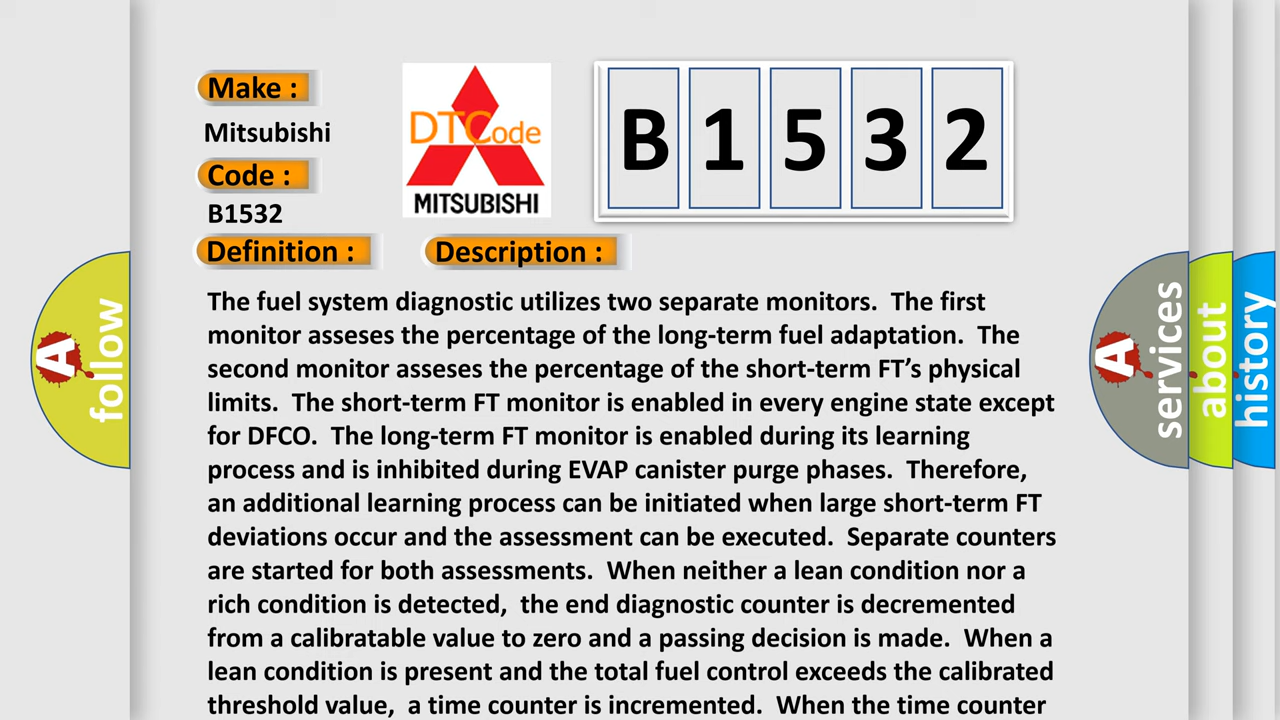 Make :
Mitsubishi
Code :
B1532
Definition :
Description :
DTCode
MITSUBISHI
B 1 5 3 2
The fuel system diagnostic utilizes two separate monitors. The first
monitor asseses the percentage of the long-term fuel adaptation. The
second monitor asseses the percentage of the short-term FT’s physical
limits. The short-term FT monitor is enabled in every engine state except
for DFCO. The long-term FT monitor is enabled during its learning
process and is inhibited during EVAP canister purge phases. Therefore,
an additional learning process can be initiated when large short-term FT
deviations occur and the assessment can be executed. Separate counters
are started for both assessments. When neither a lean condition nor a
rich condition is detected, the end diagnostic counter is decremented
from a calibratable value to zero and a passing decision is made. When a
lean condition is present and the total fuel control exceeds the calibrated
threshold value, a time counter is incremented. When the time counter
A
follow
A
services
about
history